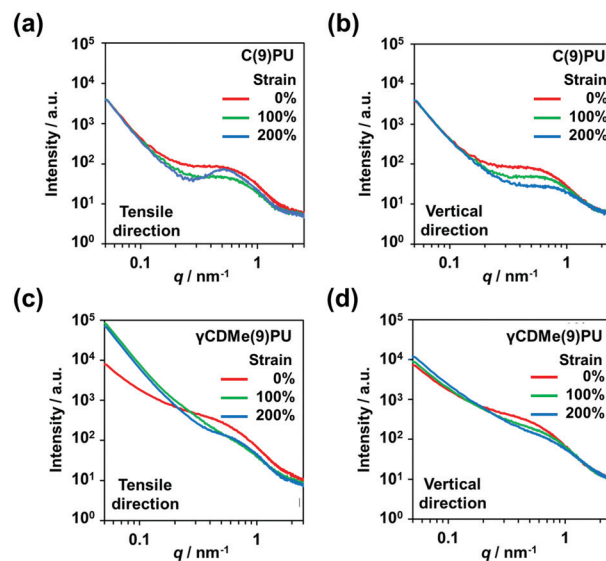 (a)
C(9)PU
Strain
0%
100%
200%
Tensile
direction
Intensity / a.u.
10⁵
10⁴
10³
10²
10¹
10⁰
0.1
1
q / nm⁻¹
(b)
C(9)PU
Strain
0%
100%
200%
Vertical
direction
Intensity / a.u.
10⁵
10⁴
10³
10²
10¹
10⁰
0.1
1
q / nm⁻¹
(c)
γCDMe(9)PU
Strain
0%
100%
200%
Tensile
direction
Intensity / a.u.
10⁵
10⁴
10³
10²
10¹
10⁰
0.1
1
q / nm⁻¹
(d)
γCDMe(9)PU
Strain
0%
100%
200%
Vertical
direction
Intensity / a.u.
10⁵
10⁴
10³
10²
10¹
10⁰
0.1
1
q / nm⁻¹